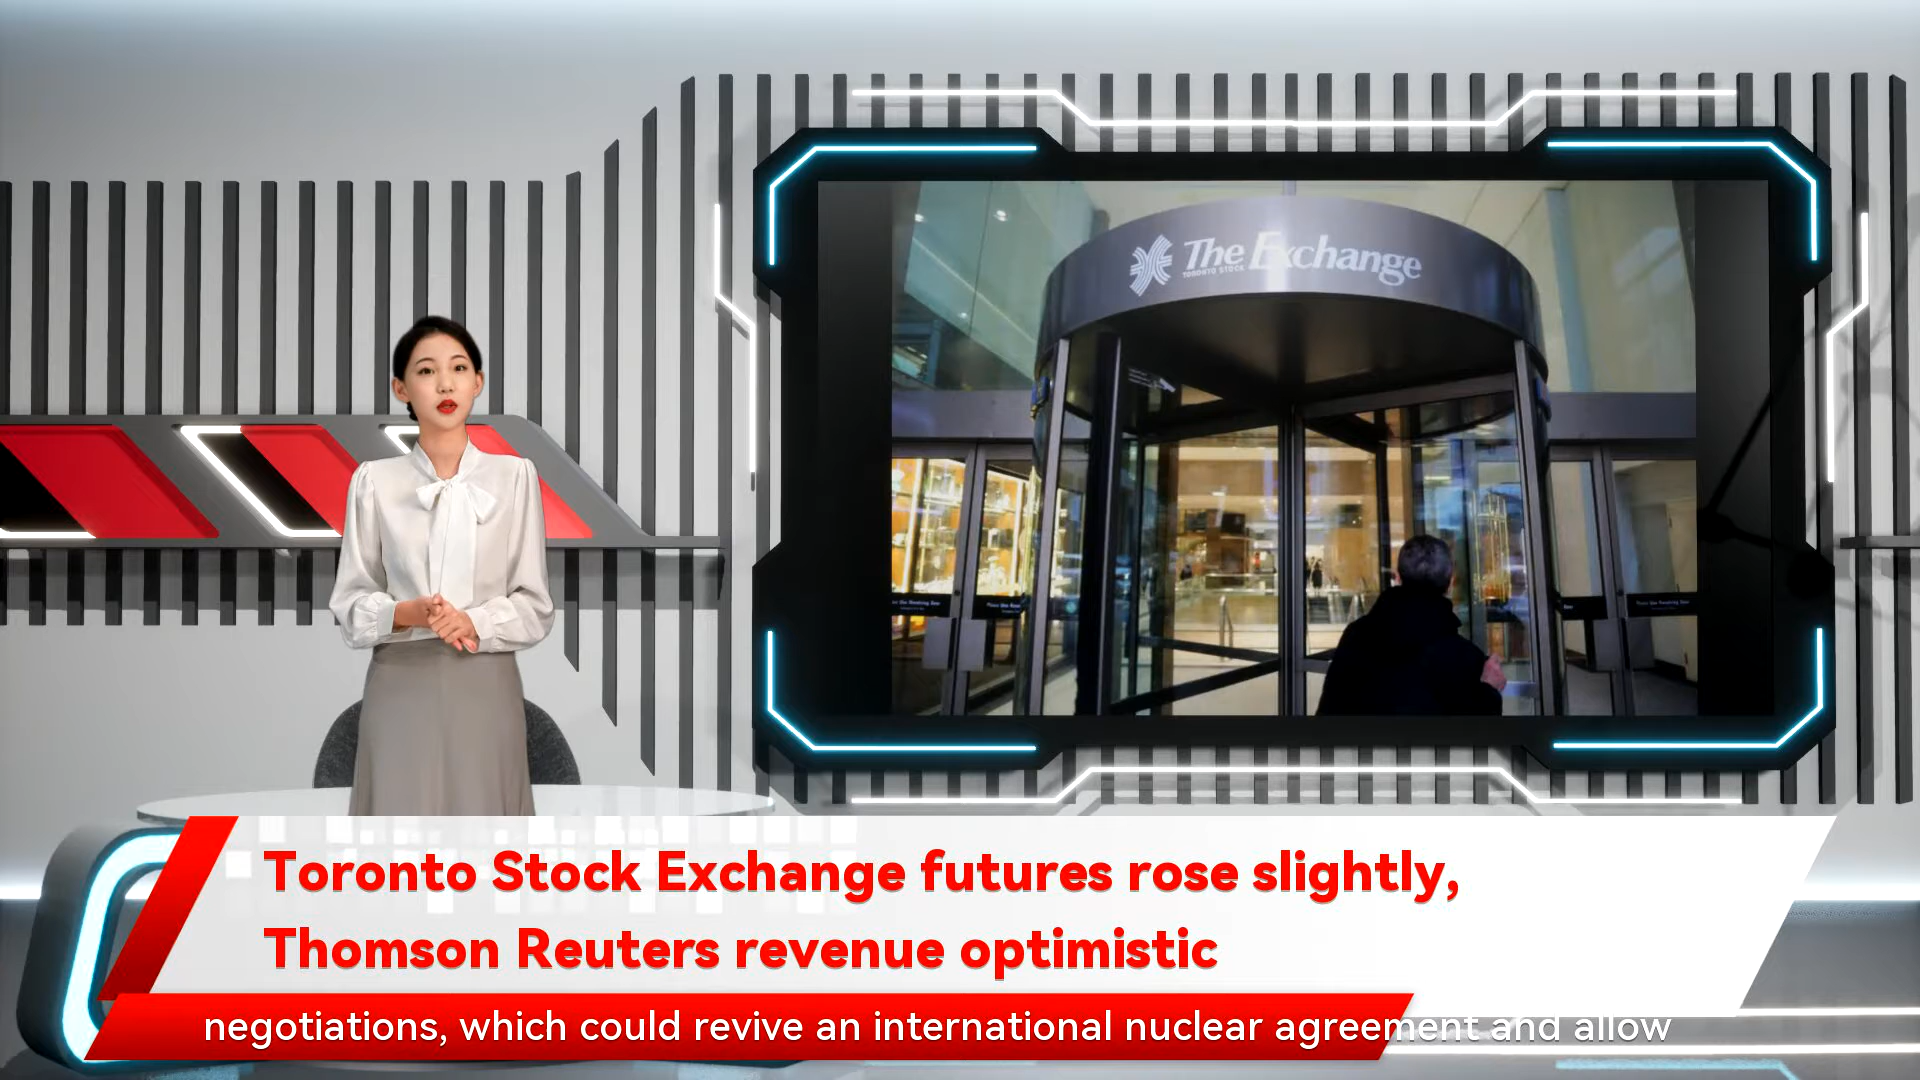 The Exchange
TORONTO STOCK
Toronto Stock Exchange futures rose slightly,
Thomson Reuters revenue optimistic
negotiations, which could revive an international nuclear agreement and allow